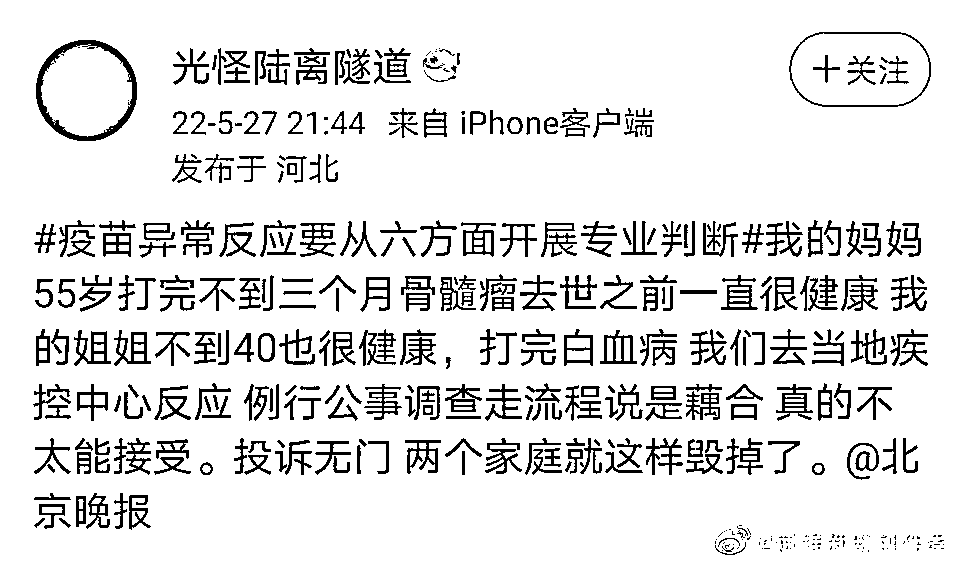 光怪陆离隧道
+关注
22-5-27 21:44 来自 iPhone客户端
发布于 河北
#疫苗异常反应要从六方面开展专业判断#我的妈妈
55岁打完不到三个月骨髓瘤去世之前一直很健康 我
的姐姐不到40也很健康，打完白血病 我们去当地疾
控中心反应 例行公事调查走流程说是藕合 真的不
太能接受。投诉无门 两个家庭就这样毁掉了。@北
京晚报